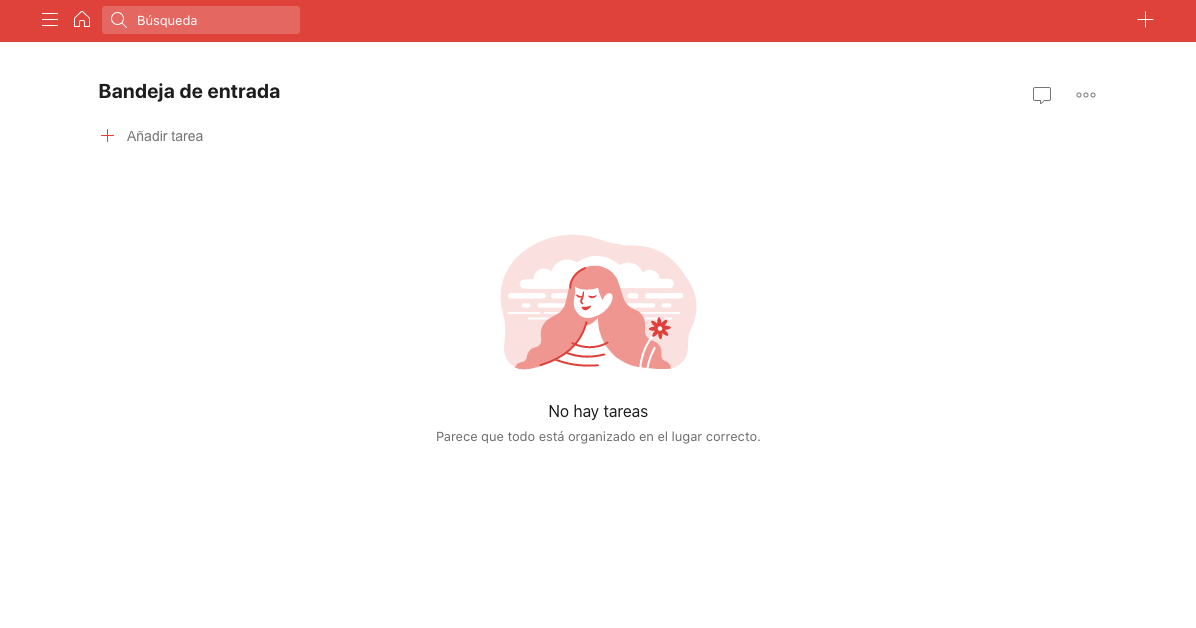 Búsqueda
Bandeja de entrada
Añadir tarea
No hay tareas
Parece que todo está organizado en el lugar correcto.